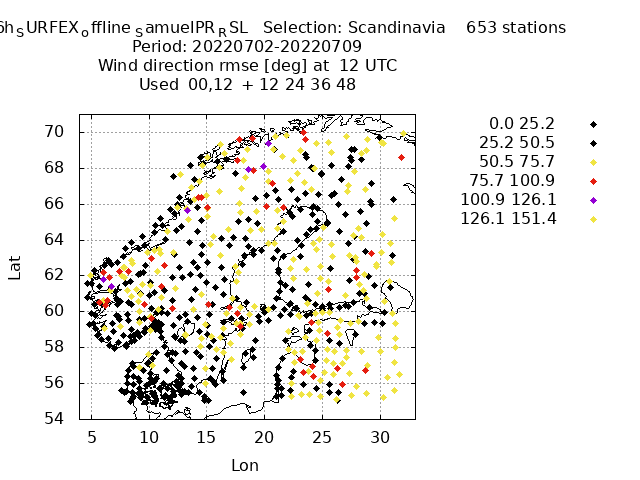 6h_SURFEX_offline_SamuelPR_RSL Selection: Scandinavia 653 stations
Period: 20220702-20220709
Wind direction rmse [deg] at 12 UTC
Used 00,12 + 12 24 36 48
0.0 25.2
25.2 50.5
50.5 75.7
75.7 100.9
100.9 126.1
126.1 151.4
Lat
70
68
66
64
62
60
58
56
54
5 10 15 20 25 30
Lon